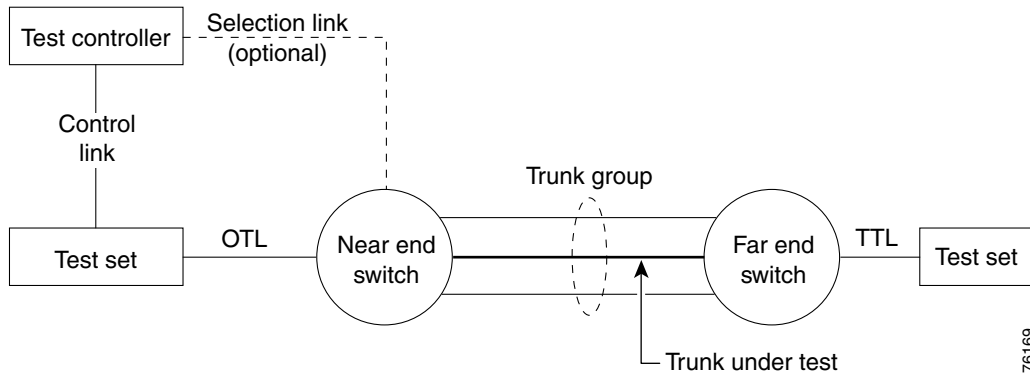 Test controller
Selection link
(optional)
Control
link
Trunk group
Test set
OTL
Near end
switch
Far end
switch
TTL
Test set
Trunk under test
76169